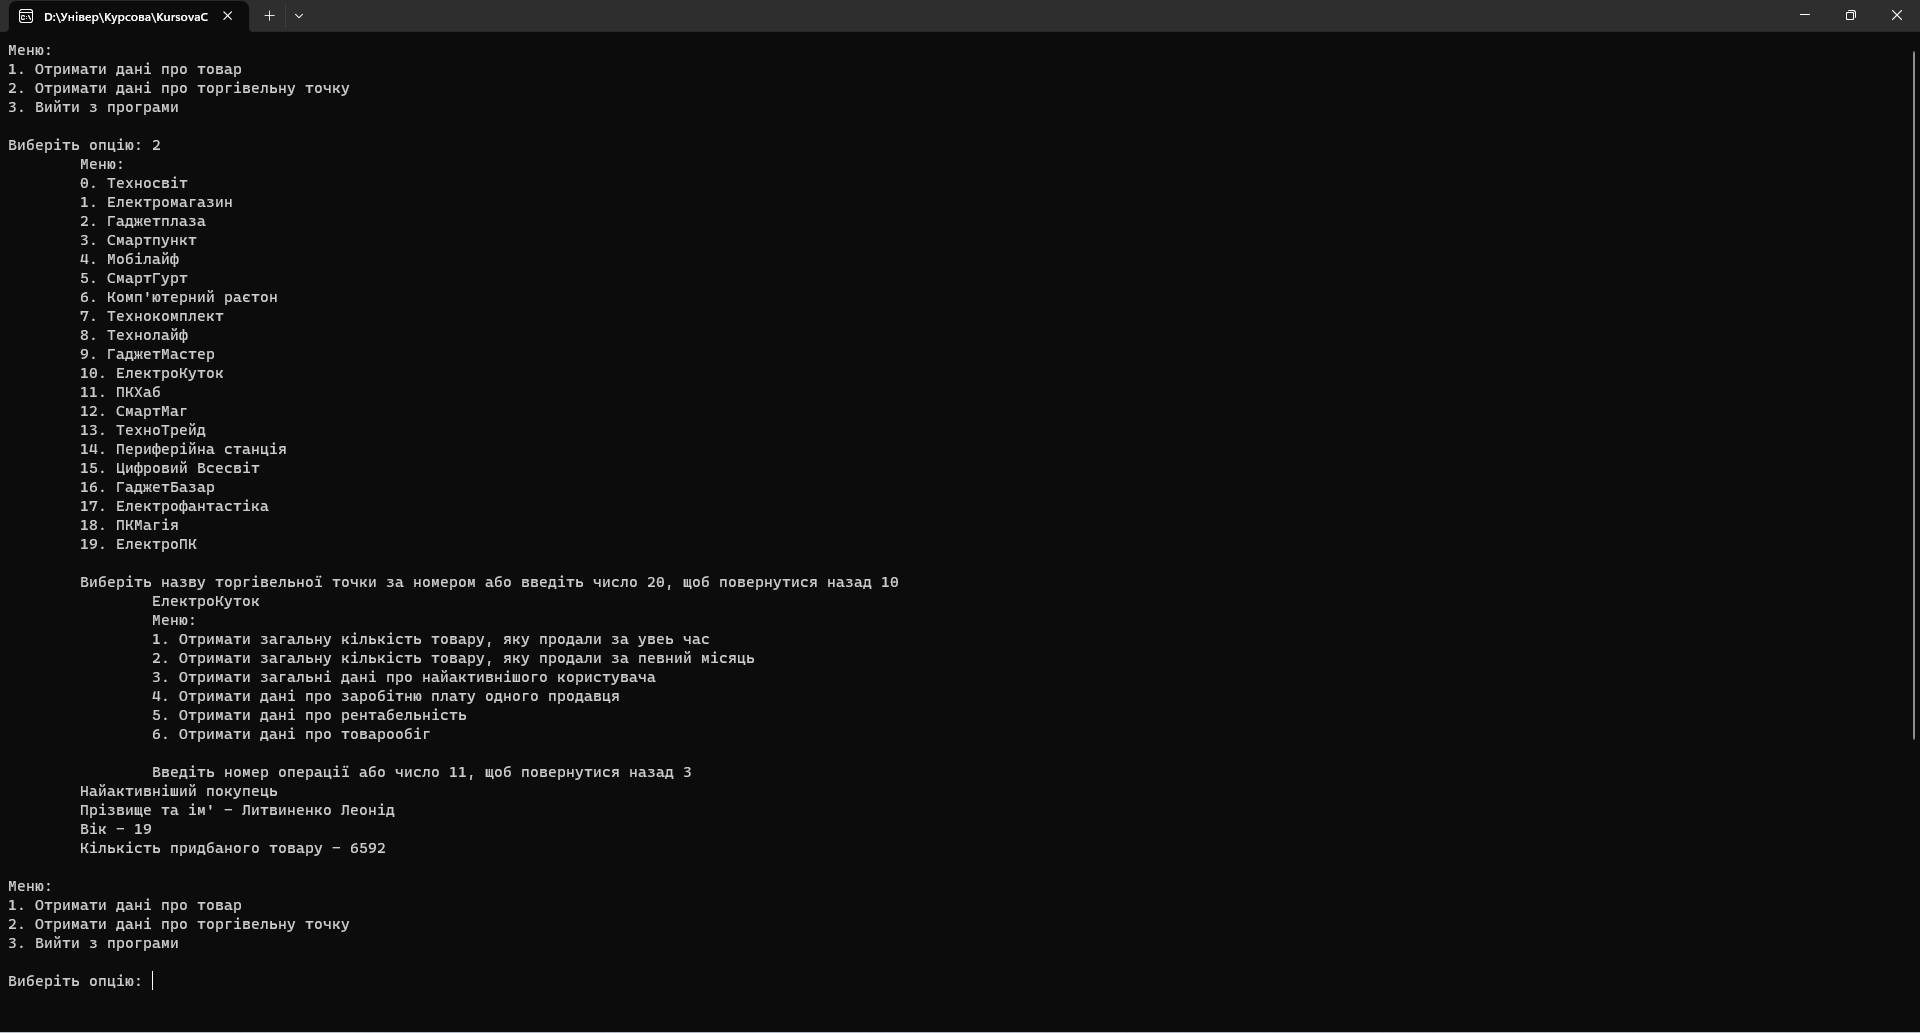 D:\Універ\Курсова\KursovaC
Меню:
1. Отримати дані про товар
2. Отримати дані про торгівельну точку
3. Вийти з програми
Виберіть опцію: 2
Меню:
0. Техносвіт
1. Електромагазин
2. Гаджетплаза
3. Смартпункт
4. Мобілайф
5. СмартГурт
6. Комп'ютерний раєтон
7. Технокомплект
8. Технолайф
9. ГаджетМастер
10. ЕлектроКуток
11. ПКХаб
12. СмартМаг
13. ТехноТрейд
14. Периферійна станція
15. Цифровий Всесвіт
16. ГаджетБазар
17. Електрофантастіка
18. ПКМагія
19. ЕлектроПК
Виберіть назву торгівельної точки за номером або введіть число 20, щоб повернутися назад 10
ЕлектроКуток
Меню:
1. Отримати загальну кількість товару, яку продали за увеь час
2. Отримати загальну кількість товару, яку продали за певний місяць
3. Отримати загальні дані про найактивнішого користувача
4. Отримати дані про заробітню плату одного продавця
5. Отримати дані про рентабельність
6. Отримати дані про товарообіг
Введіть номер операції або число 11, щоб повернутися назад 3
Найактивніший покупець
Прізвище та ім' – Литвиненко Леонід
Вік – 19
Кількість придбаного товару – 6592
Меню:
1. Отримати дані про товар
2. Отримати дані про торгівельну точку
3. Вийти з програми
Виберіть опцію: